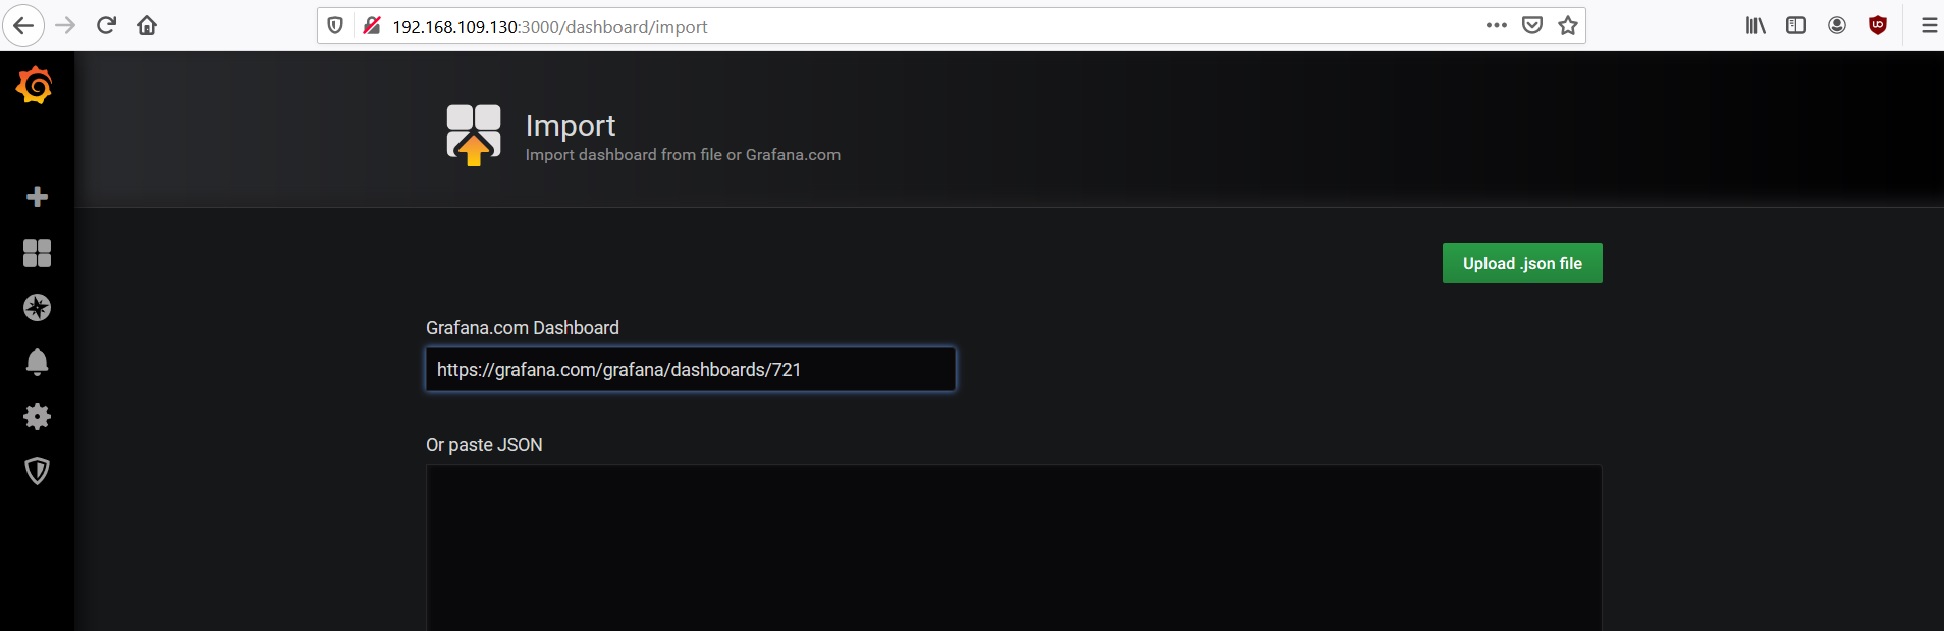 192.168.109.130:3000/dashboard/import
Import
Import dashboard from file or Grafana.com
Upload .json file
Grafana.com Dashboard
https://grafana.com/grafana/dashboards/721
Or paste JSON